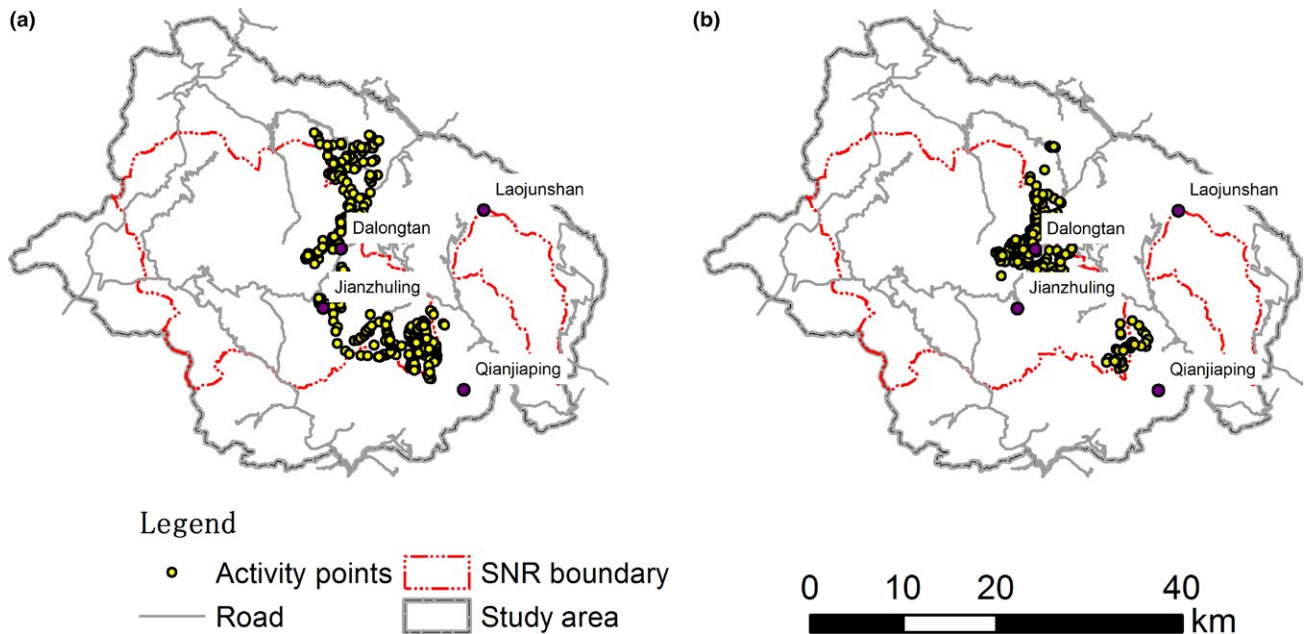 (a)
Laojunshan
Dalongtan
Jianzhuling
Qianjiaping
(b)
Laojunshan
Dalongtan
Jianzhuling
Qianjiaping
Legend
Activity points
SNR boundary
Road
Study area
0 10 20 40
km